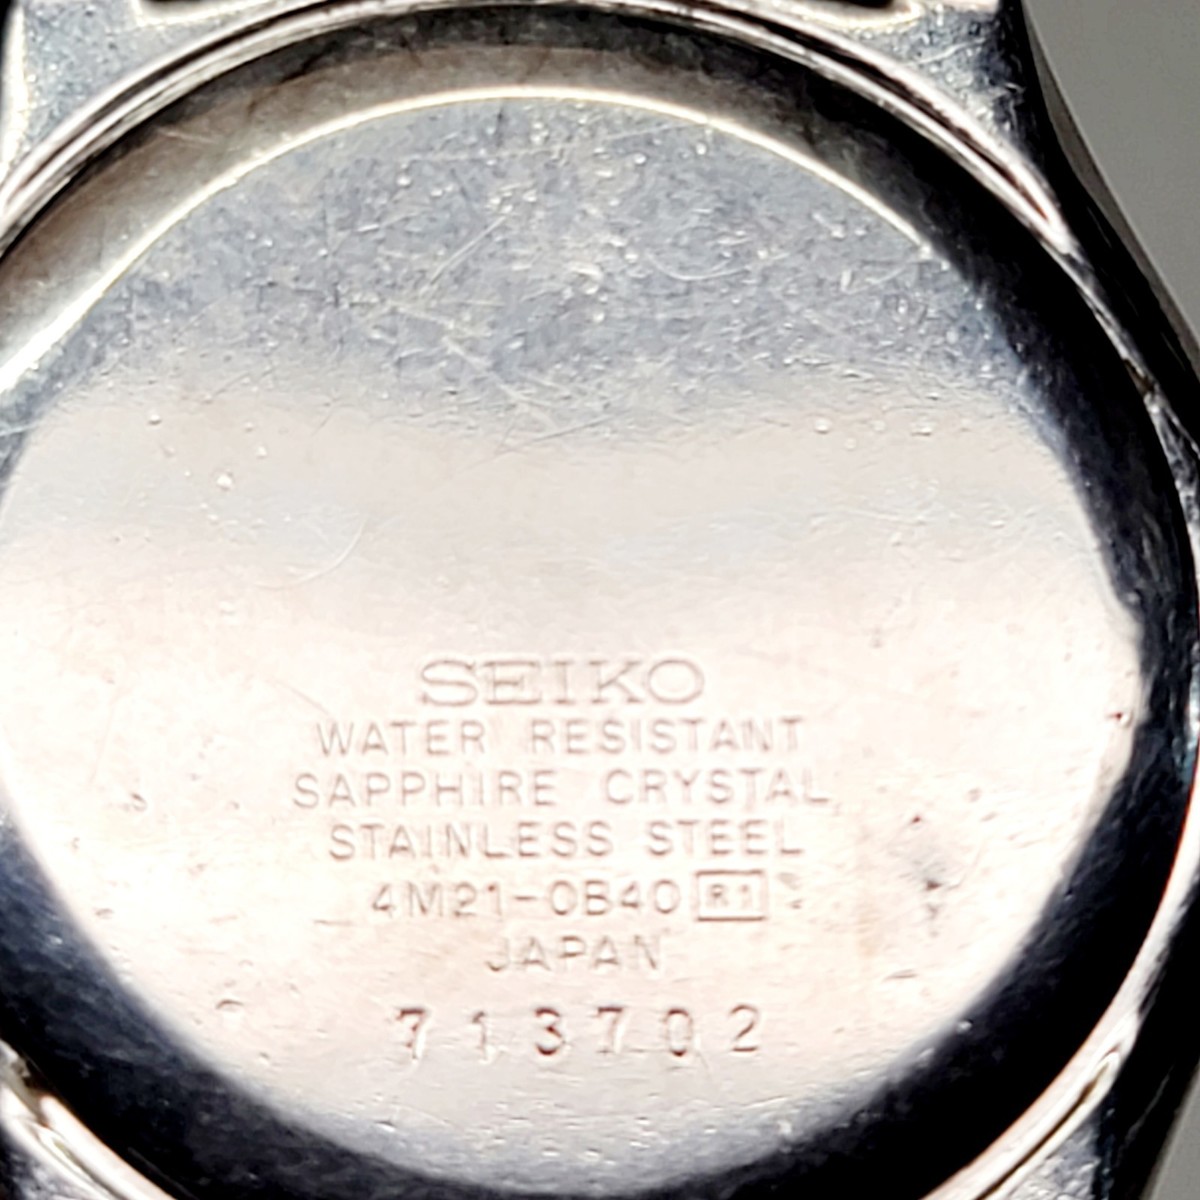 SEIKO
WATER RESISTANT
SAPPHIRE CRYSTAL
STAINLESS STEEL
4M21-0B40 R1
JAPAN
713702